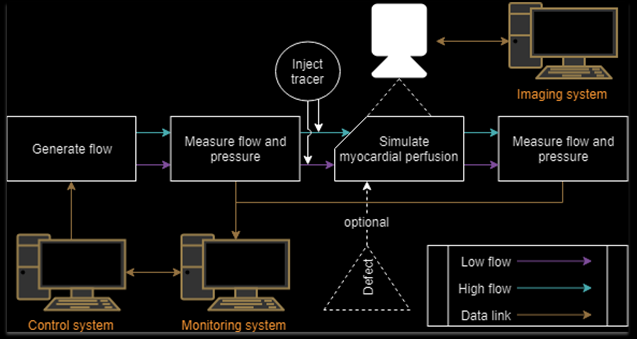 Inject
tracer
Imaging system
Generate flow
Measure flow and
pressure
Simulate
myocardial perfusion
Measure flow and
pressure
optional
Defect
Low flow
High flow
Data link
Control system
Monitoring system